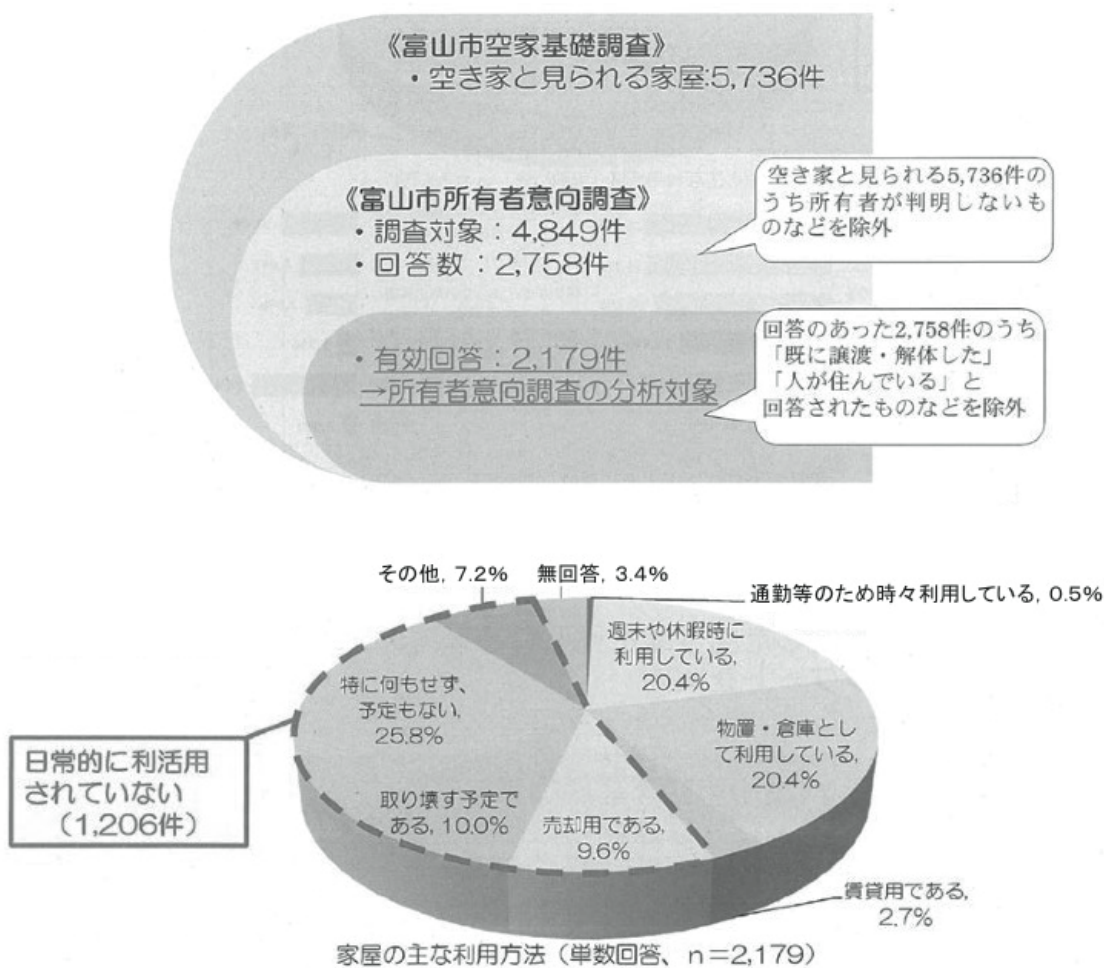 《富山市空家基礎調査》
・空き家と見られる家屋:5,736件
《富山市所有者意向調査》
・調査対象：4,849件
・回答数：2,758件
空き家と見られる5,736件の
うち所有者が判明しないも
のなどを除外
・有効回答：2,179件
→所有者意向調査の分析対象
回答のあった2,758件のうち
「既に譲渡・解体した」
「人が住んでいる」と
回答されたものなどを除外
その他, 7.2%
無回答, 3.4%
通勤等のため時々利用している, 0.5%
週末や休暇時に
利用している,
20.4%
特に何もせず、
予定もない,
25.8%
物置・倉庫とし
て利用している,
20.4%
日常的に利活用
されていない
（1,206件）
取り壊す予定で
ある, 10.0%
売却用である,
9.6%
賃貸用である,
2.7%
家屋の主な利用方法（単数回答、n=2,179）